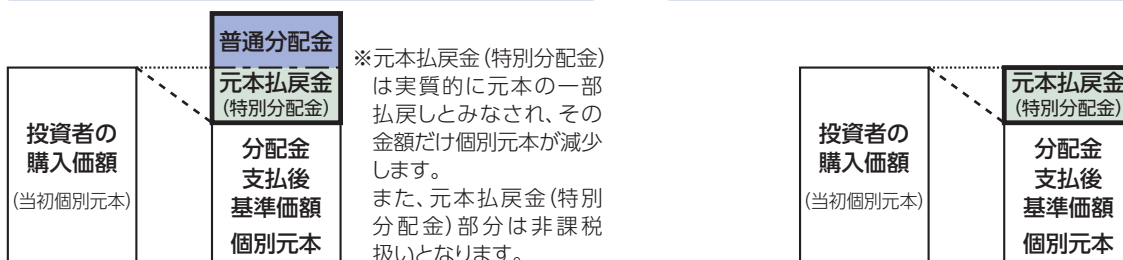 普通分配金
元本払戻金
(特別分配金)
投資者の
購入価額
(当初個別元本)
分配金
支払後
基準価額
個別元本
※元本払戻金(特別分配金)
は実質的に元本の一部
払戻しとみなされ、その
金額だけ個別元本が減少
します。
また、元本払戻金(特別
分配金)部分は非課税
扱いとなります。
投資者の
購入価額
(当初個別元本)
元本払戻金
(特別分配金)
分配金
支払後
基準価額
個別元本